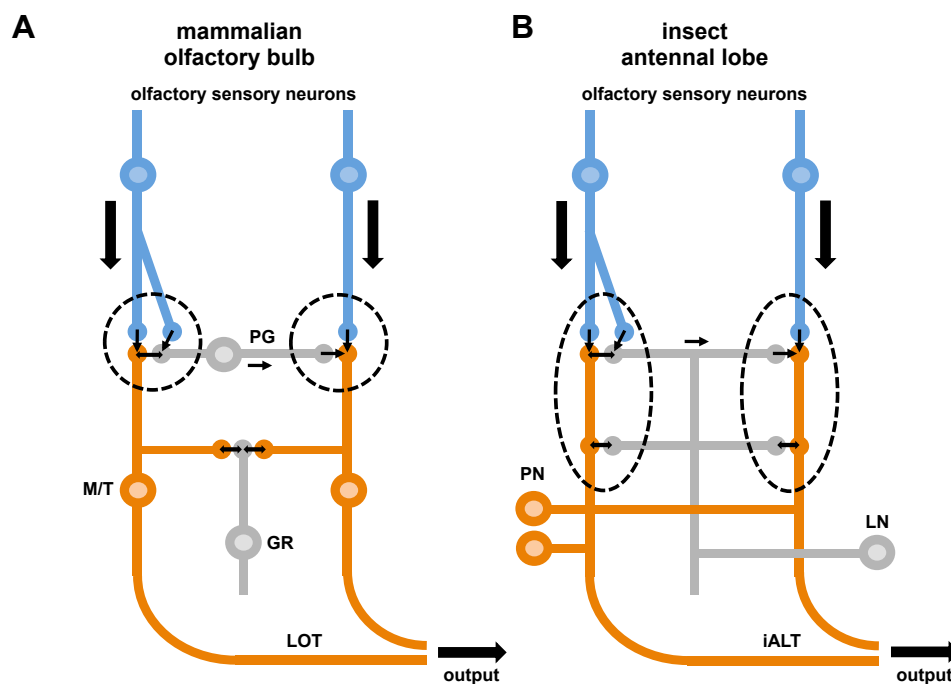 A
mammalian
olfactory bulb
olfactory sensory neurons
PG
M/T
GR
LOT
output
B
insect
antennal lobe
olfactory sensory neurons
PN
LN
iALT
output